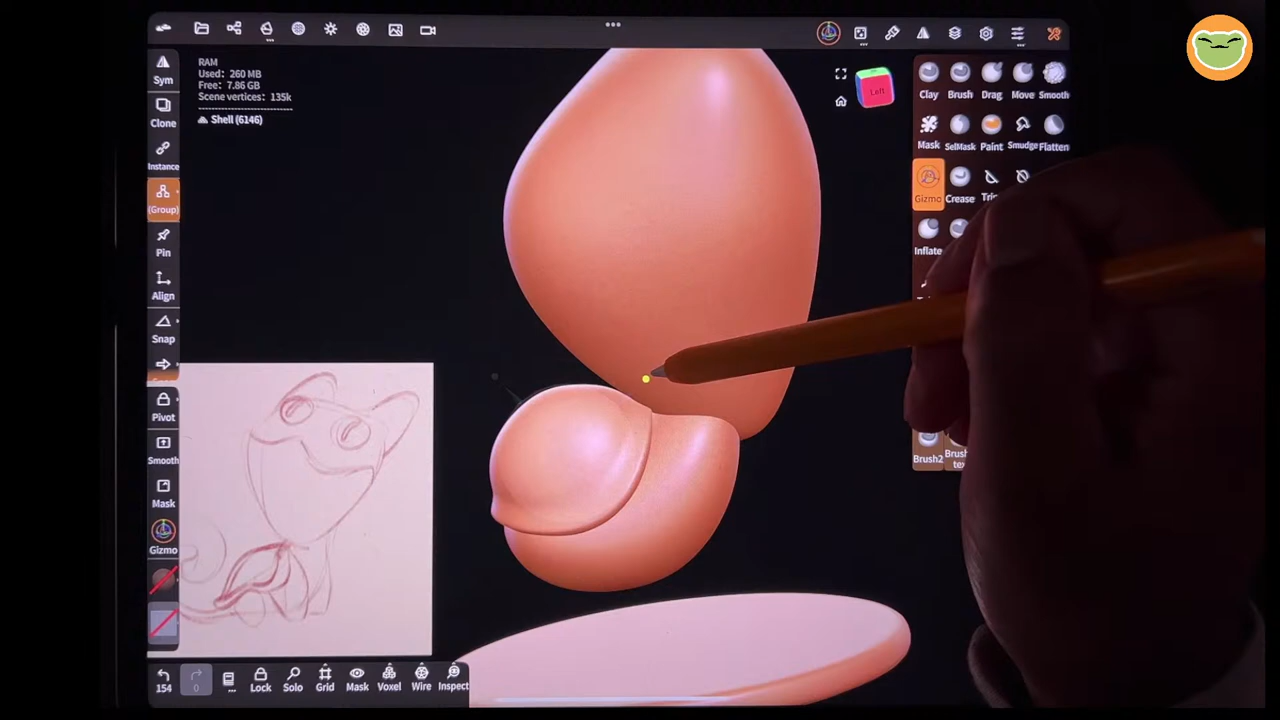 RAM
Used: 260 MB
Free: 7.86 GB
Scene vertices: 135k
Shell (6146)
Left
Sym
Clone
Instance
(Group)
Pin
Align
Snap
Pivot
Smooth
Mask
Gizmo
Clay Brush Drag Move Smooth
Mask SelMask Paint Smudge Flatten
Gizmo Crease
Inflate
Brush2 Brush
154 0 Lock Solo Grid Mask Voxel Wire Inspect